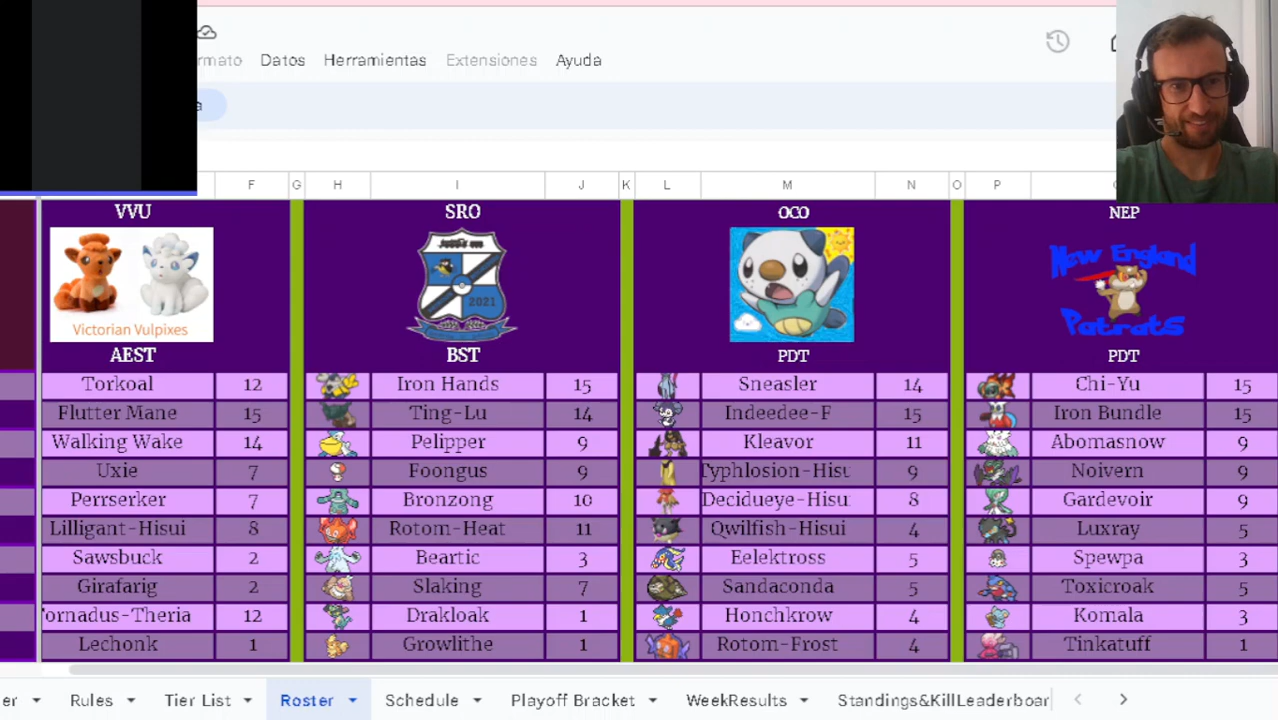 rmato Datos Herramientas Extensiones Ayuda
a
F G H I J K L M N O P
VVU SRO OCO NEP
Victorian Vulpixes
2021
New England
Patrats
AEST BST PDT PDT
Torkoal 12 Iron Hands 15 Sneasler 14 Chi-Yu 15
Flutter Mane 15 Ting-Lu 14 Indeedee-F 15 Iron Bundle 15
Walking Wake 14 Pelipper 9 Kleavor 11 Abomasnow 9
Uxie 7 Foongus 9 Typhlosion-Hisu 9 Noivern 9
Perrserker 7 Bronzong 10 Decidueye-Hisu 8 Gardevoir 9
Lilligant-Hisui 8 Rotom-Heat 11 Qwilfish-Hisui 4 Luxray 5
Sawsbuck 2 Beartic 3 Eelektross 5 Spewpa 3
Girafarig 2 Slaking 7 Sandaconda 5 Toxicroak 5
ornadus-Theria 12 Drakloak 1 Honchkrow 4 Komala 3
Lechonk 1 Growlithe 1 Rotom-Frost 4 Tinkatuff 1
er Rules Tier List Roster Schedule Playoff Bracket WeekResults Standings&KillLeaderboar